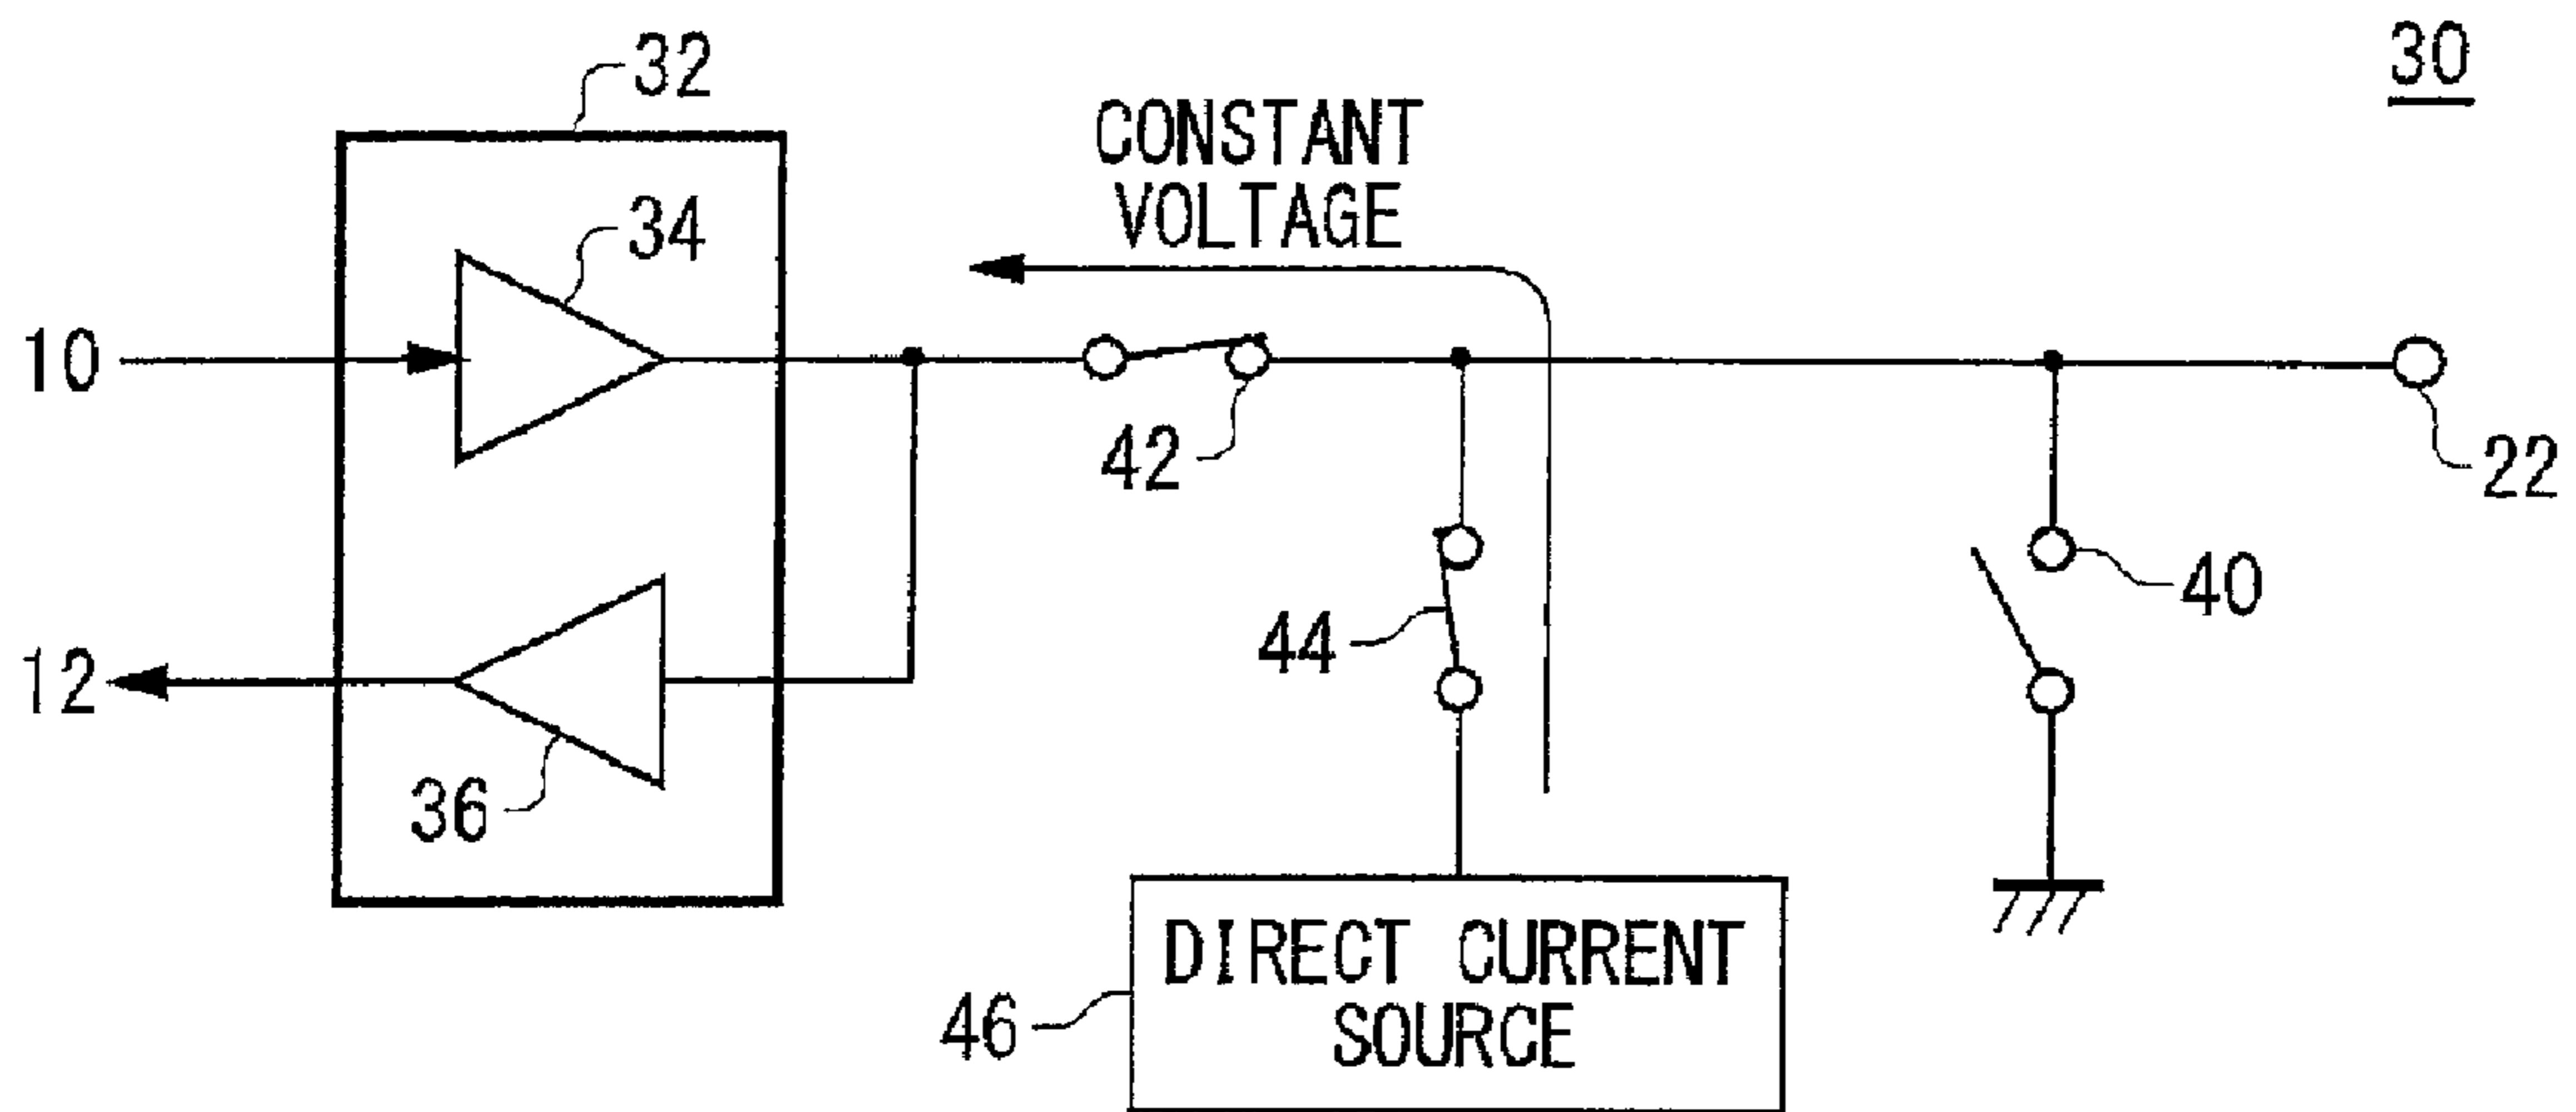 30
32
CONSTANT
VOLTAGE
34
10
42
22
40
44
12
36
DIRECT CURRENT
SOURCE
46